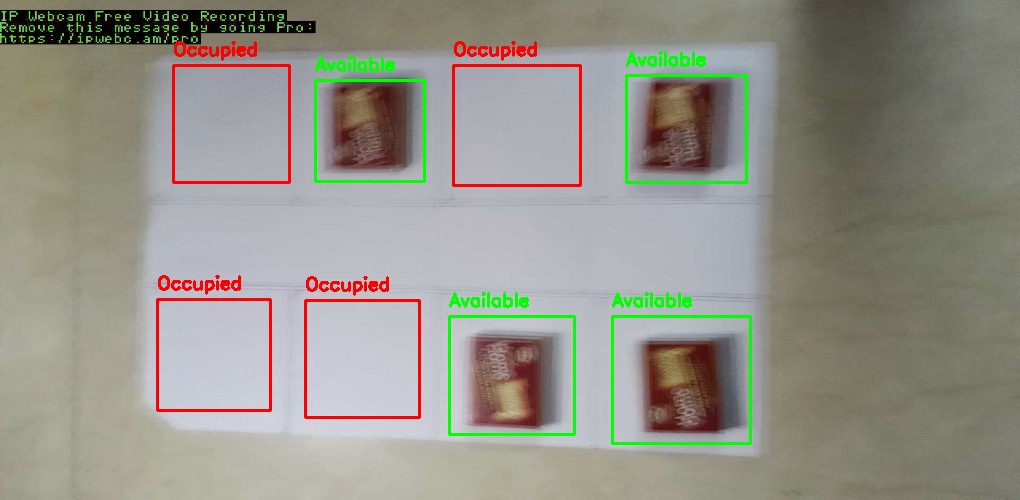 IP Webcam Free Video Recording
Remove this message by going Pro:
https://ipwebc.am/pro
Occupied
Available
Occupied
Available
Occupied
Occupied
Available
Available
Home